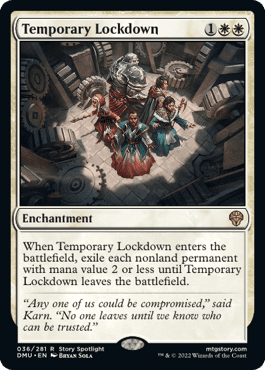 Temporary Lockdown 1
Enchantment
When Temporary Lockdown enters the
battlefield, exile each nonland permanent
with mana value 2 or less until Temporary
Lockdown leaves the battlefield.
“Any one of us could be compromised,” said
Karn. “No one leaves until we know who
can be trusted.”
036/281 R Story Spotlight
DMU • EN Bryan Sola
mtgstory.com
™ & © 2022 Wizards of the Coast